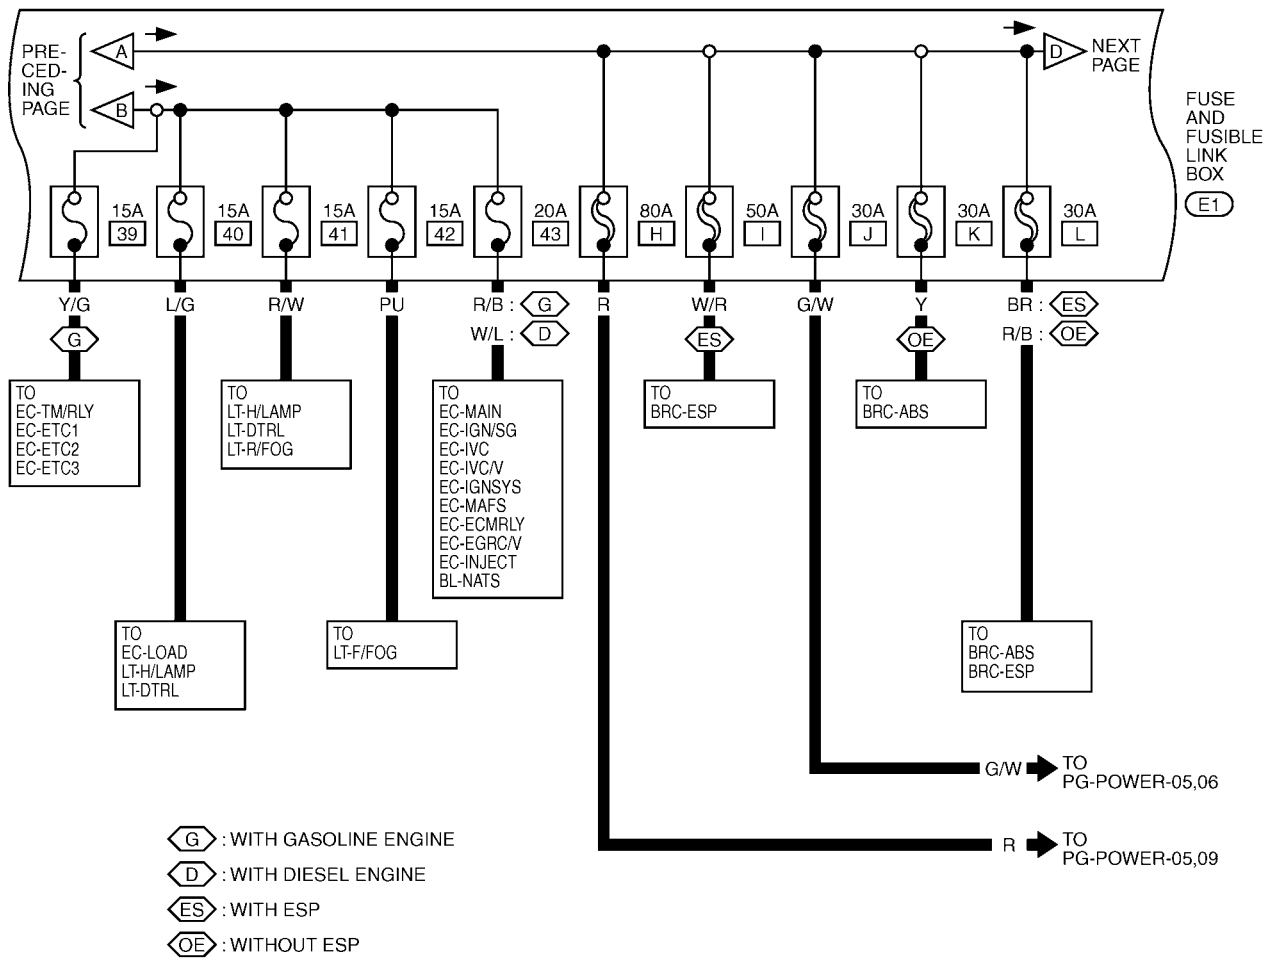 PRE-
CED-
ING
PAGE
A
B
D
NEXT
PAGE
FUSE
AND
FUSIBLE
LINK
BOX
E1
15A
39
15A
40
15A
41
15A
42
20A
43
80A
H
50A
I
30A
J
30A
K
30A
L
Y/G
L/G
R/W
PU
R/B : G
W/L : D
R
W/R
G/W
Y
BR : ES
R/B : OE
G
ES
OE
TO
EC-TM/RLY
EC-ETC1
EC-ETC2
EC-ETC3
TO
LT-H/LAMP
LT-DTRL
LT-R/FOG
TO
EC-MAIN
EC-IGN/SG
EC-IVC
EC-IVC/V
EC-IGNSYS
EC-MAFS
EC-ECMRLY
EC-EGRC/V
EC-INJECT
BL-NATS
TO
BRC-ESP
TO
BRC-ABS
TO
EC-LOAD
LT-H/LAMP
LT-DTRL
TO
LT-F/FOG
TO
BRC-ABS
BRC-ESP
G/W
TO
PG-POWER-05,06
R
TO
PG-POWER-05,09
G : WITH GASOLINE ENGINE
D : WITH DIESEL ENGINE
ES : WITH ESP
OE : WITHOUT ESP